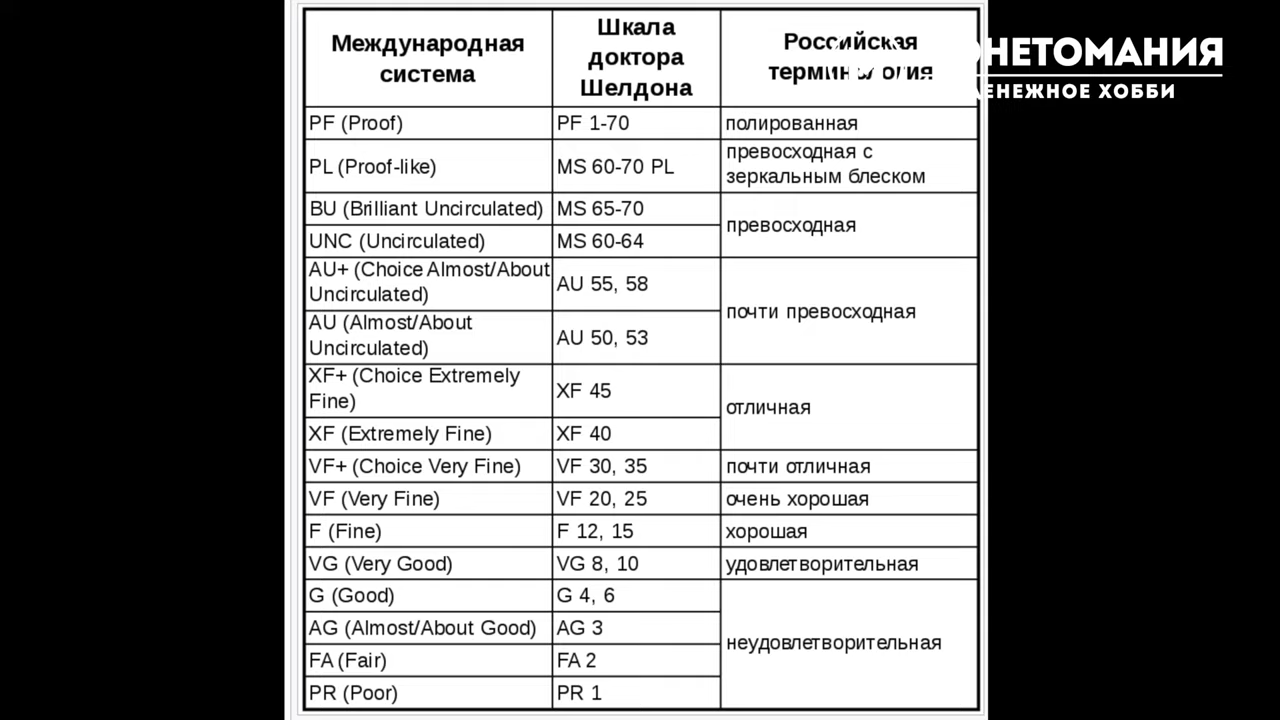 Международная
система
Шкала
доктора
Шелдона
Российская
терминология
НЕТОМАНИЯ
ЕНЕЖНОЕ ХОББИ
PF (Proof)
PF 1-70
полированная
PL (Proof-like)
MS 60-70 PL
превосходная с
зеркальным блеском
BU (Brilliant Uncirculated)
MS 65-70
превосходная
UNC (Uncirculated)
MS 60-64
AU+ (Choice Almost/About
Uncirculated)
AU 55, 58
почти превосходная
AU (Almost/About
Uncirculated)
AU 50, 53
XF+ (Choice Extremely
Fine)
XF 45
отличная
XF (Extremely Fine)
XF 40
VF+ (Choice Very Fine)
VF 30, 35
почти отличная
VF (Very Fine)
VF 20, 25
очень хорошая
F (Fine)
F 12, 15
хорошая
VG (Very Good)
VG 8, 10
удовлетворительная
G (Good)
G 4, 6
неудовлетворительная
AG (Almost/About Good)
AG 3
FA (Fair)
FA 2
PR (Poor)
PR 1